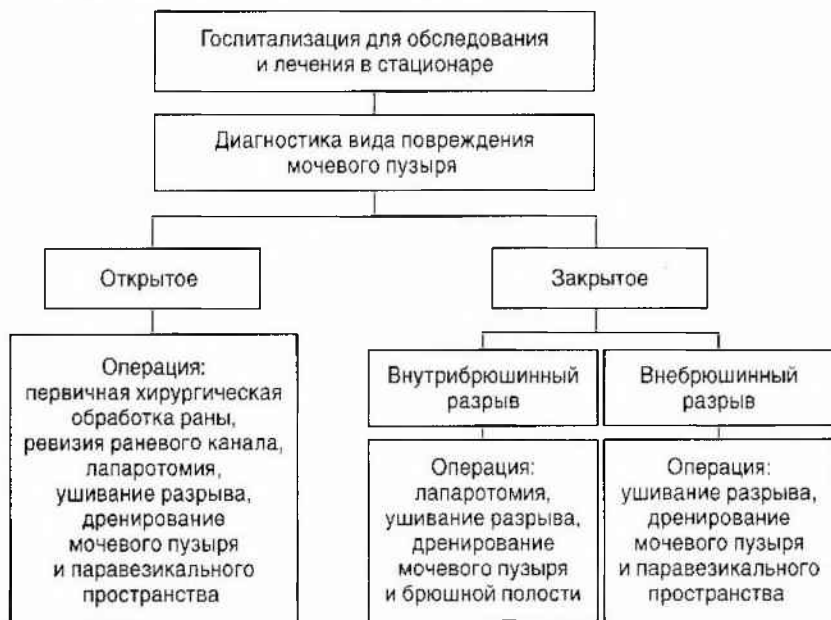 Госпитализация для обследования
и лечения в стационаре
Диагностика вида повреждения
мочевого пузыря
Открытое
Закрытое
Операция:
первичная хирургическая
обработка раны,
ревизия раневого канала,
лапаротомия,
ушивание разрыва,
дренирование
мочевого пузыря
и паравезикального
пространства
Внутрибрюшинный
разрыв
Внебрюшинный
разрыв
Операция:
лапаротомия,
ушивание разрыва,
дренирование
мочевого пузыря
и брюшной полости
Операция:
ушивание разрыва,
дренирование
мочевого пузыря
и паравезикального
пространства